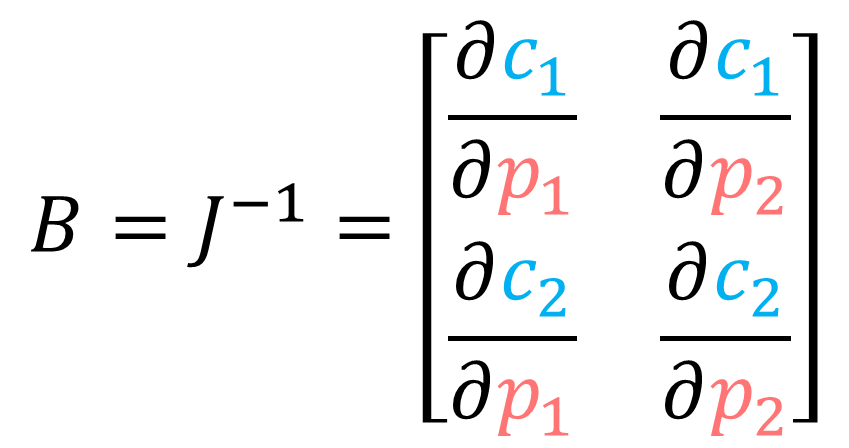 B = J⁻¹ = [ ∂c₁/∂p₁ ∂c₁/∂p₂
∂c₂/∂p₁ ∂c₂/∂p₂ ]